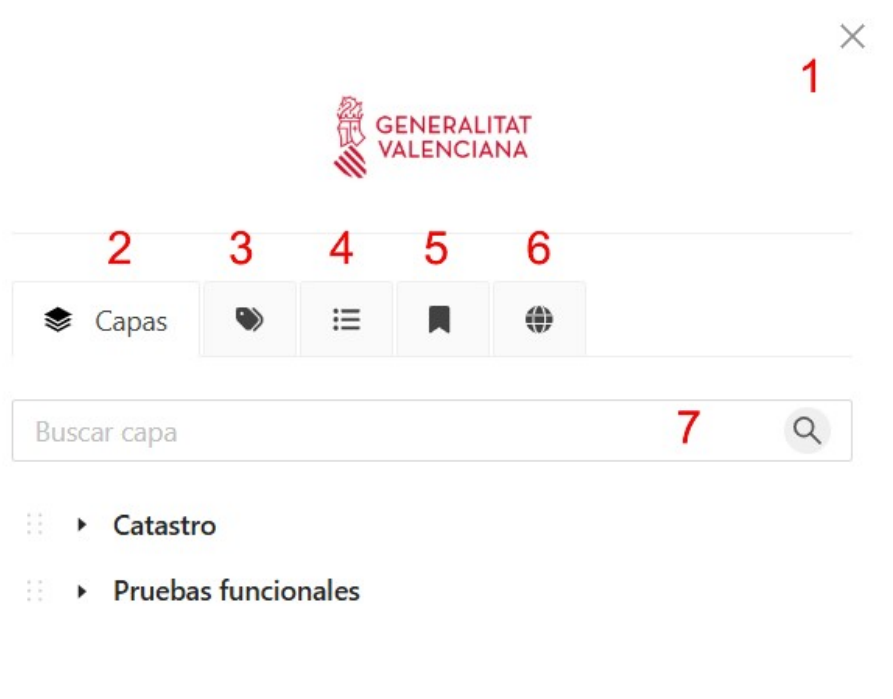 1
GENERALITAT
VALENCIANA
2 3 4 5 6
Capas
Buscar capa 7
Catastro
Pruebas funcionales